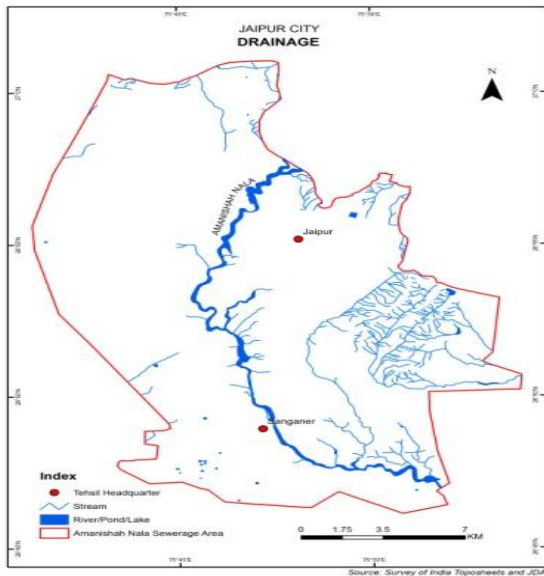 JAIPUR CITY
DRAINAGE
N
AMANISHAH NALA
Jaipur
Sanganer
Index
Tehsil Headquarter
Stream
River/Pond/Lake
Amanishah Nala Sewerage Area
0 1.75 3.5 7
KM
Source: Survey of India Toposheets and JDA